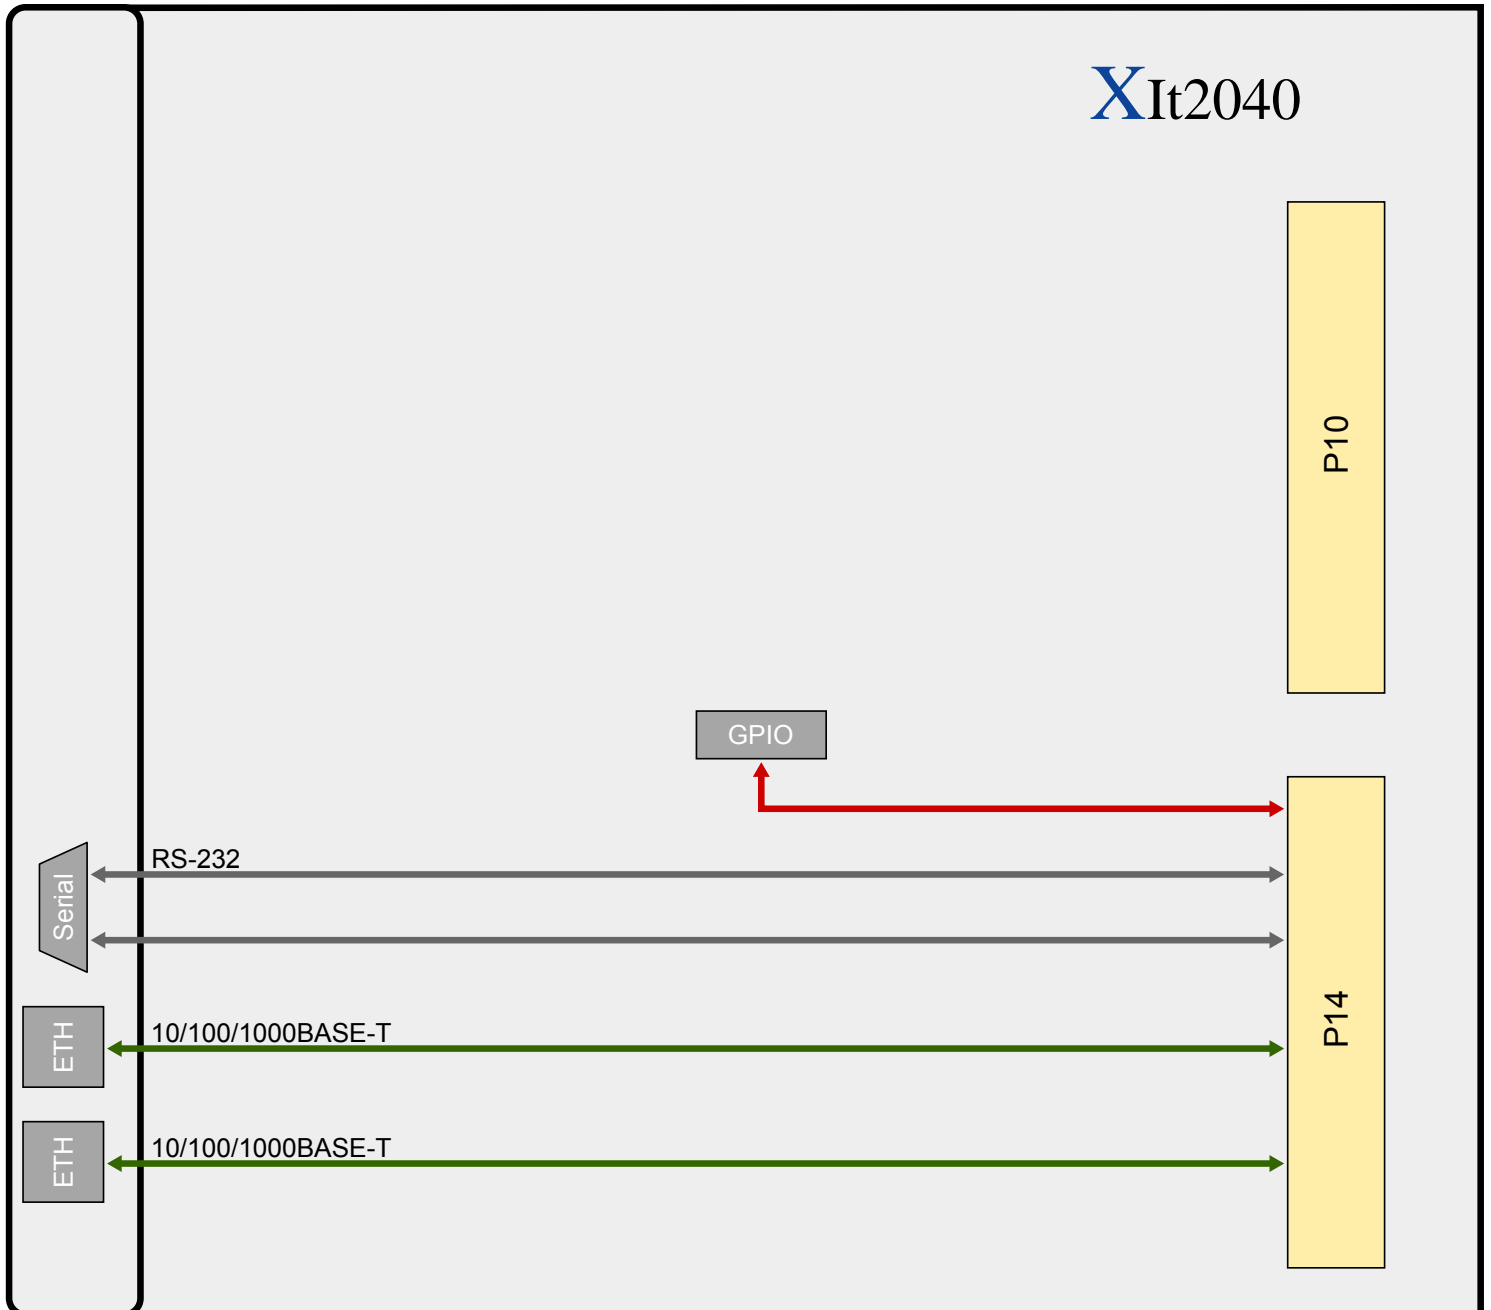 XIt2040
P10
GPIO
RS-232
Serial
P14
ETH
10/100/1000BASE-T
ETH
10/100/1000BASE-T